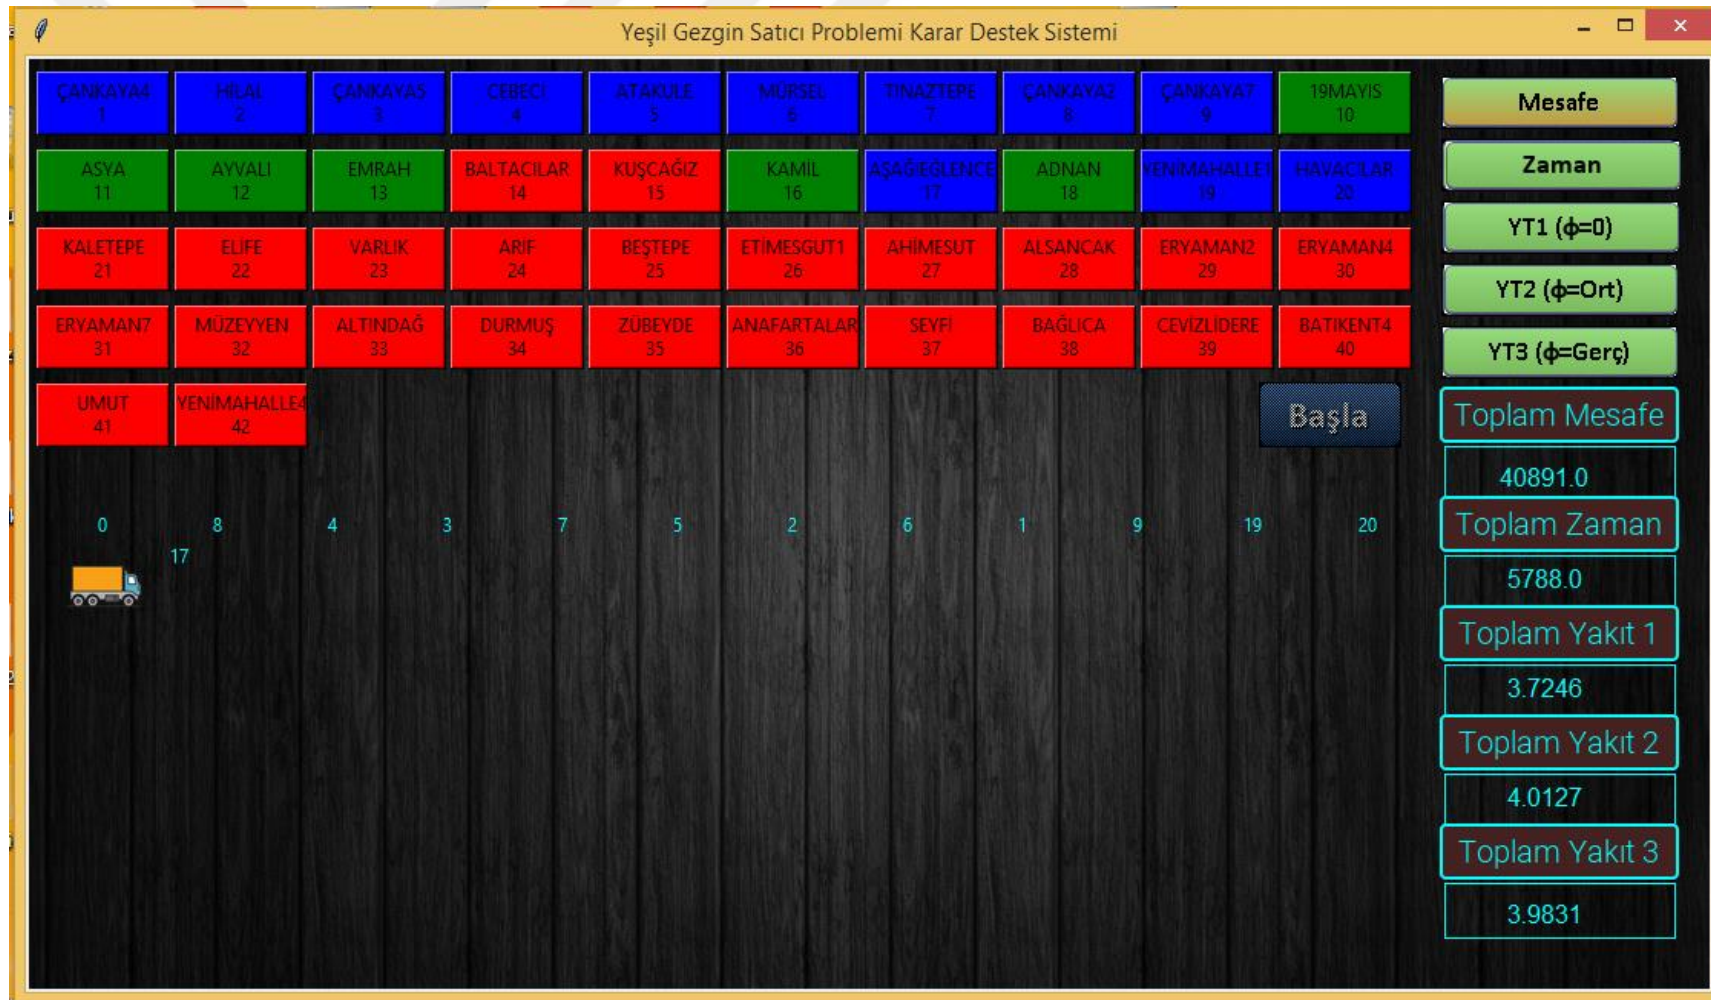 Yeşil Gezgin Satıcı Problemi Karar Destek Sistemi
ÇANKAYA4 HİLAL ÇANKAYA5 CEBECİ ATAKULE MÜRSEL TINAZTEPE ÇANKAYA2 ÇANKAYA7 19MAYIS
1 2 3 4 5 6 7 8 9 10
ASYA AYVALI EMRAH BALTACILAR KUŞCAĞIZ KAMİL AŞAĞIEĞLENCE ADNAN YENİMAHALLE1 HAVACILAR
11 12 13 14 15 16 17 18 19 20
KALETEPE ELİFE VARLIK ARİF BEŞTEPE ETİMESGUT1 AHİMESUT ALSANCAK ERYAMAN2 ERYAMAN4
21 22 23 24 25 26 27 28 29 30
ERYAMAN7 MÜZEYYEN ALTINDAĞ DURMUŞ ZÜBEYDE ANAFARTALAR SEYFİ BAĞLICA CEVİZLİDERE BATIKENT4
31 32 33 34 35 36 37 38 39 40
UMUT YENİMAHALLE4
41 42
Başla
0 8 4 3 7 5 2 6 1 9 19 20
17
Mesafe
Zaman
YT1 (ϕ=0)
YT2 (ϕ=Ort)
YT3 (ϕ=Gerç)
Toplam Mesafe
40891.0
Toplam Zaman
5788.0
Toplam Yakıt 1
3.7246
Toplam Yakıt 2
4.0127
Toplam Yakıt 3
3.9831